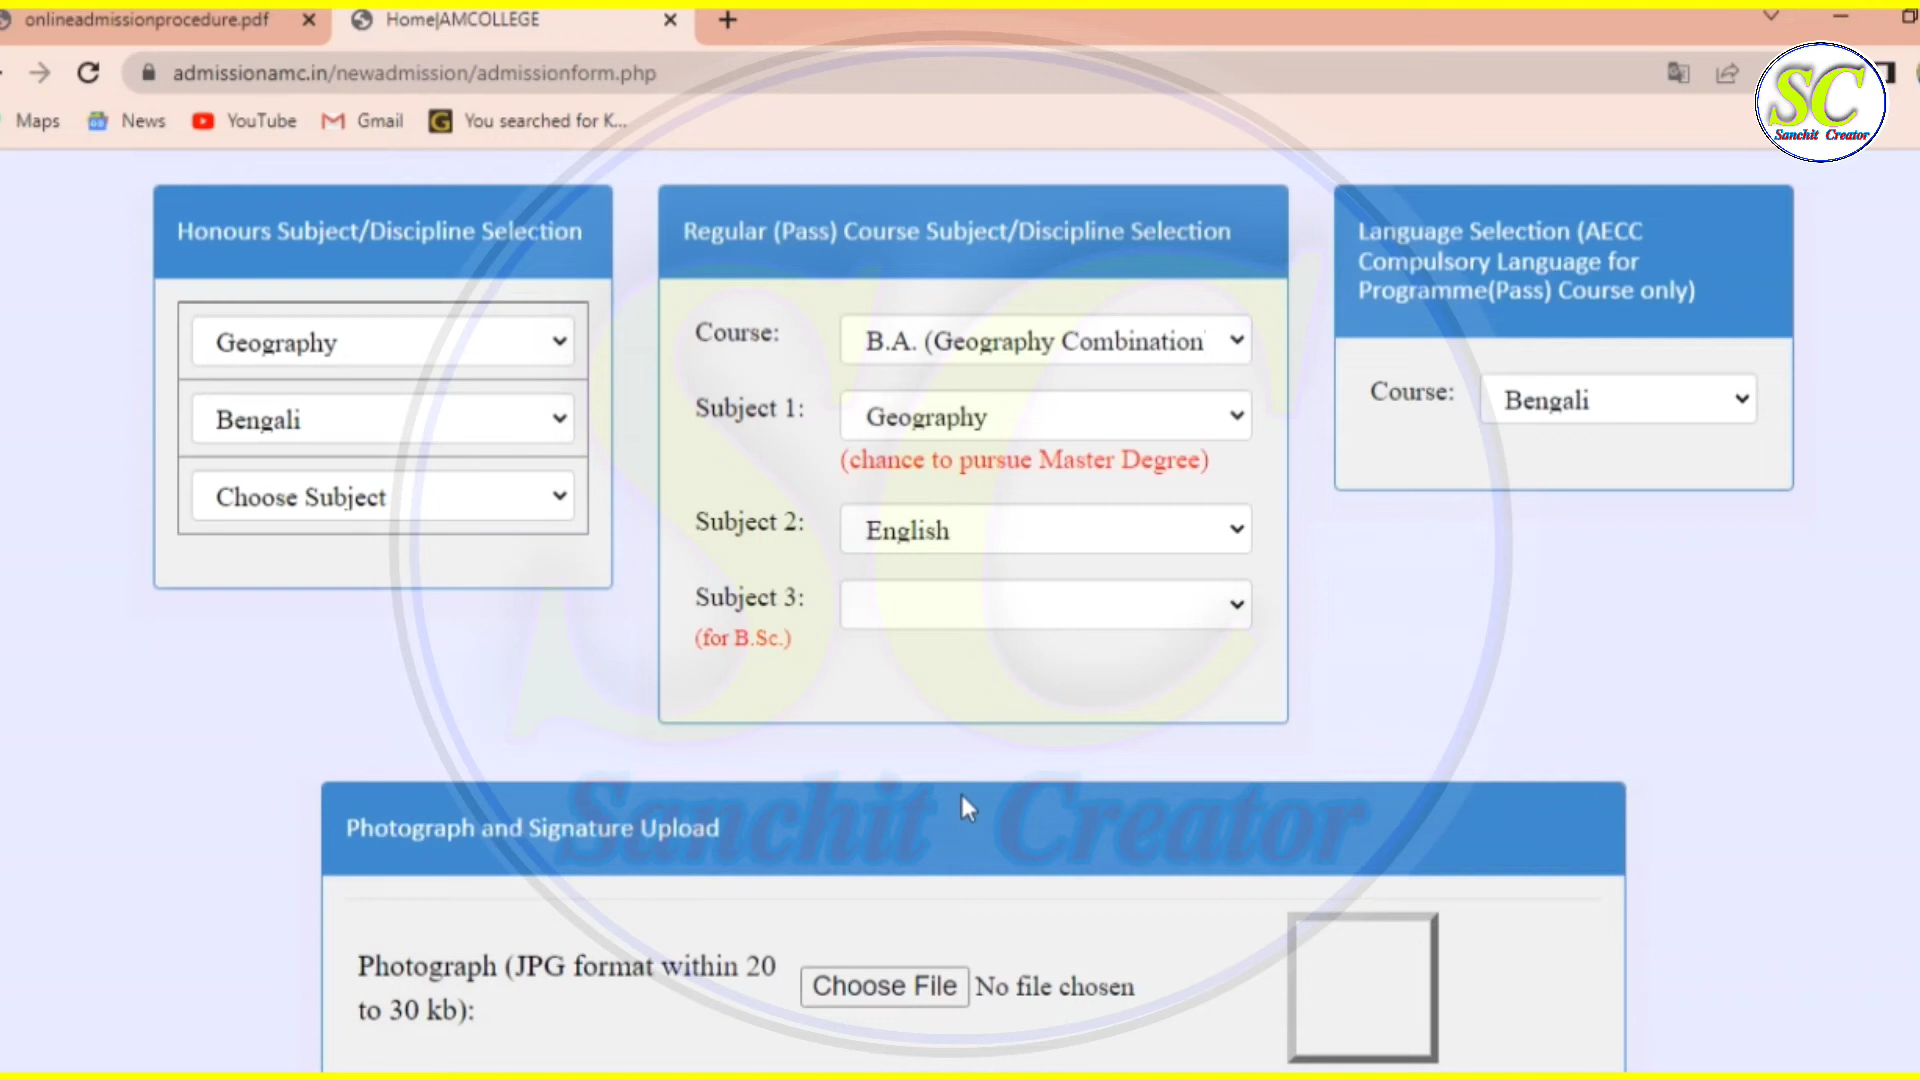 onlineadmissionprocedure.pdf
Home|AMCOLLEGE
admissionamc.in/newadmission/admissionform.php
Maps
News
YouTube
Gmail
You searched for K...
SC
Sanchit Creator
Honours Subject/Discipline Selection
Geography
Bengali
Choose Subject
Regular (Pass) Course Subject/Discipline Selection
Course:
B.A. (Geography Combination
Subject 1:
Geography
(chance to pursue Master Degree)
Subject 2:
English
Subject 3:
(for B.Sc.)
Language Selection (AECC
Compulsory Language for
Programme(Pass) Course only)
Course:
Bengali
SC
Sanchit Creator
Photograph and Signature Upload
Photograph (JPG format within 20
to 30 kb):
Choose File
No file chosen